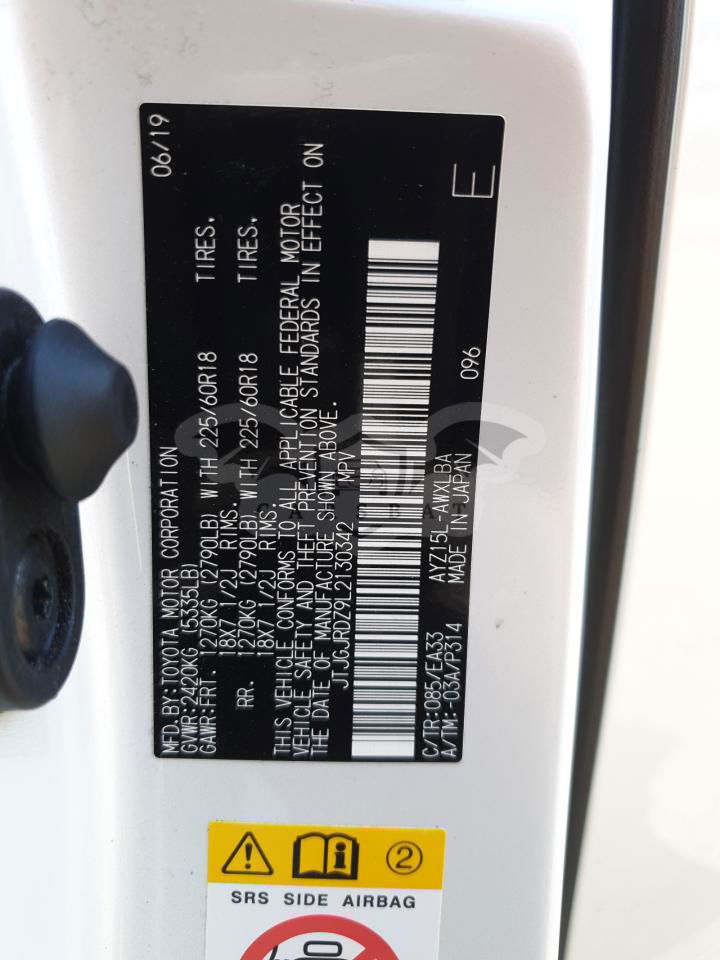 MFD.BY:TOYOTA MOTOR CORPORATION 06/19
GVWR:2420KG (5335LB)
GAWR:FRT. 1270KG (2790LB) WITH 225/60R18 TIRES.
18X7 1/2J RIMS.
RR. 1270KG (2790LB) WITH 225/60R18 TIRES.
18X7 1/2J RIMS.
THIS VEHICLE CONFORMS TO ALL APPLICABLE FEDERAL MOTOR
VEHICLE SAFETY AND THEFT PREVENTION STANDARDS IN EFFECT ON
THE DATE OF MANUFACTURE SHOWN ABOVE.
JTJGJRDZ9L2130342 MPV
C/TR:085/EA33 AYZ15L-AWXLBA 096 E
A/TM:-03A/P314 MADE IN JAPAN
2
SRS SIDE AIRBAG